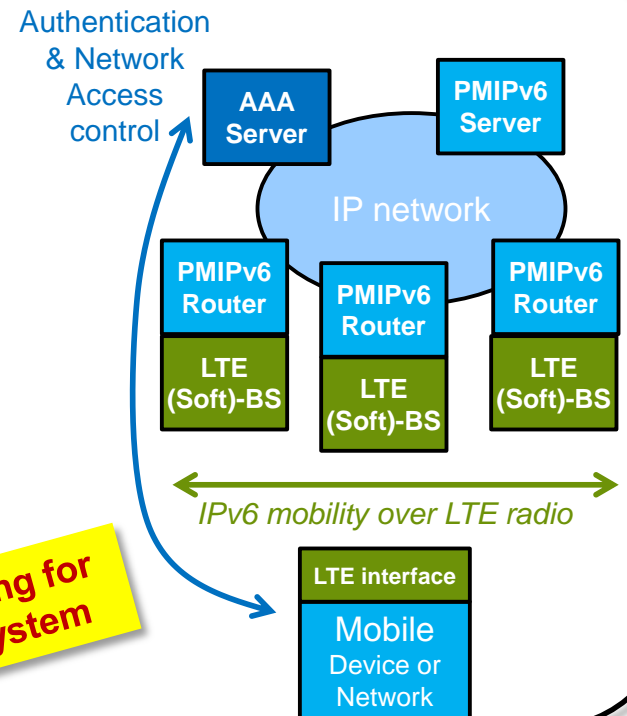 Authentication
& Network
Access
control
AAA
Server
PMIPv6
Server
IP network
PMIPv6
Router
PMIPv6
Router
PMIPv6
Router
LTE
(Soft)-BS
LTE
(Soft)-BS
LTE
(Soft)-BS
IPv6 mobility over LTE radio
for
LTE interface
Mobile
Device or
Network